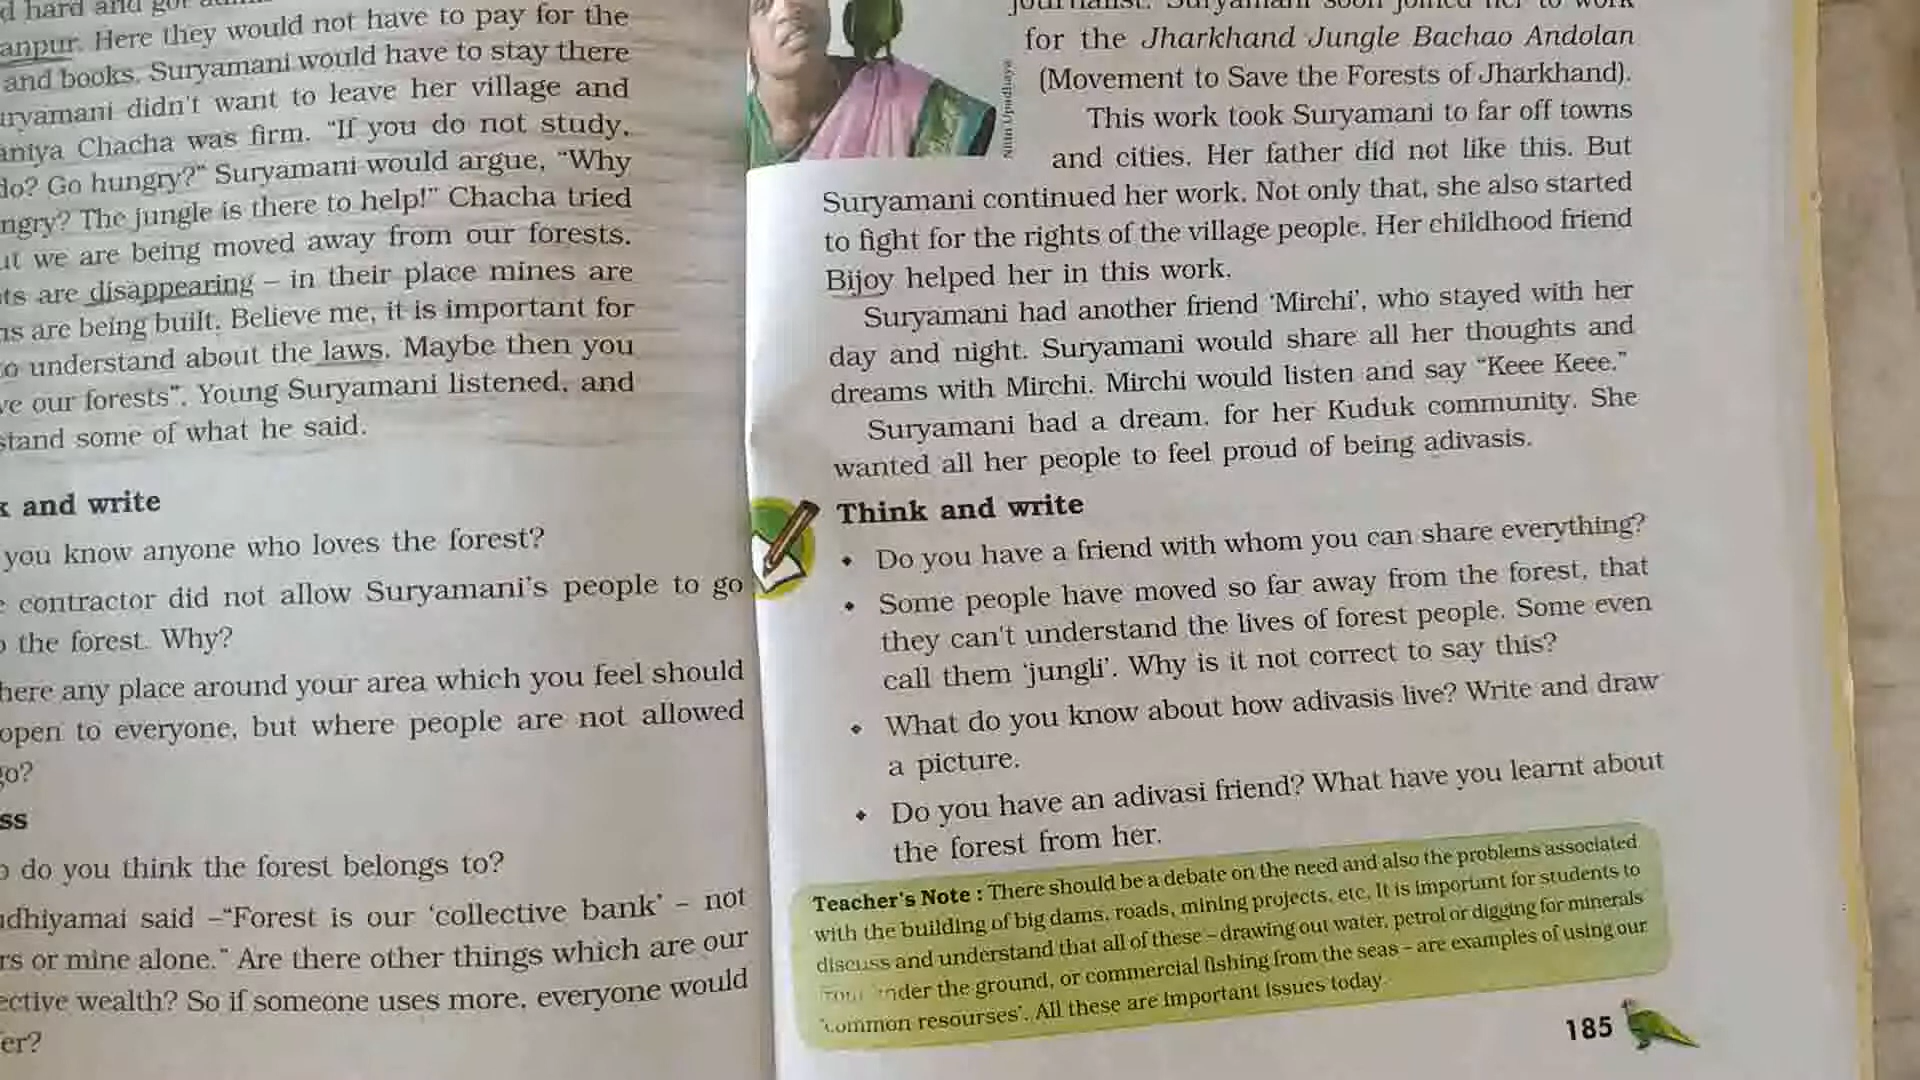 d hard and got
anpur. Here they would not have to pay for the
and books. Suryamani would have to stay there
uryamani didn't want to leave her village and
aniya Chacha was firm. “If you do not study,
do? Go hungry?” Suryamani would argue, “Why
ngry? The jungle is there to help!” Chacha tried
ut we are being moved away from our forests.
ts are disappearing – in their place mines are
ns are being built. Believe me, it is important for
o understand about the laws. Maybe then you
ve our forests”. Young Suryamani listened, and
stand some of what he said.
k and write
you know anyone who loves the forest?
e contractor did not allow Suryamani's people to go
o the forest. Why?
here any place around your area which you feel should
open to everyone, but where people are not allowed
go?
ss
o do you think the forest belongs to?
udhiyamai said –“Forest is our ‘collective bank’ – not
rs or mine alone.” Are there other things which are our
ective wealth? So if someone uses more, everyone would
er?
journalist. Suryamani soon joined her to work
for the Jharkhand Jungle Bachao Andolan
(Movement to Save the Forests of Jharkhand).
This work took Suryamani to far off towns
and cities. Her father did not like this. But
Suryamani continued her work. Not only that, she also started
to fight for the rights of the village people. Her childhood friend
Bijoy helped her in this work.
Suryamani had another friend ‘Mirchi’, who stayed with her
day and night. Suryamani would share all her thoughts and
dreams with Mirchi. Mirchi would listen and say “Keee Keee.”
Suryamani had a dream. for her Kuduk community. She
wanted all her people to feel proud of being adivasis.
Nitin Upadhaya
Think and write
• Do you have a friend with whom you can share everything?
• Some people have moved so far away from the forest, that
they can't understand the lives of forest people. Some even
call them ‘jungli’. Why is it not correct to say this?
• What do you know about how adivasis live? Write and draw
a picture.
• Do you have an adivasi friend? What have you learnt about
the forest from her.
Teacher's Note : There should be a debate on the need and also the problems associated
with the building of big dams, roads, mining projects, etc. It is important for students to
discuss and understand that all of these – drawing out water, petrol or digging for minerals
from under the ground, or commercial fishing from the seas – are examples of using our
‘common resourses’. All these are important issues today.
185